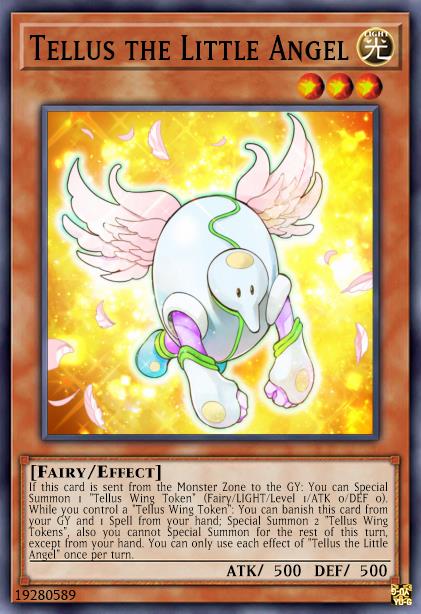 TELLUS THE LITTLE ANGEL
LIGHT
光
[FAIRY/EFFECT]
If this card is sent from the Monster Zone to the GY: You can Special
Summon 1 "Tellus Wing Token" (Fairy/LIGHT/Level 1/ATK 0/DEF 0).
While you control a "Tellus Wing Token": You can banish this card
from your GY and 1 Spell from your hand; Special Summon 2 "Tellus Wing
Tokens", also you cannot Special Summon for the rest of this turn,
except from your hand. You can only use each effect of "Tellus the Little
Angel" once per turn.
ATK/ 500 DEF/ 500
19280589